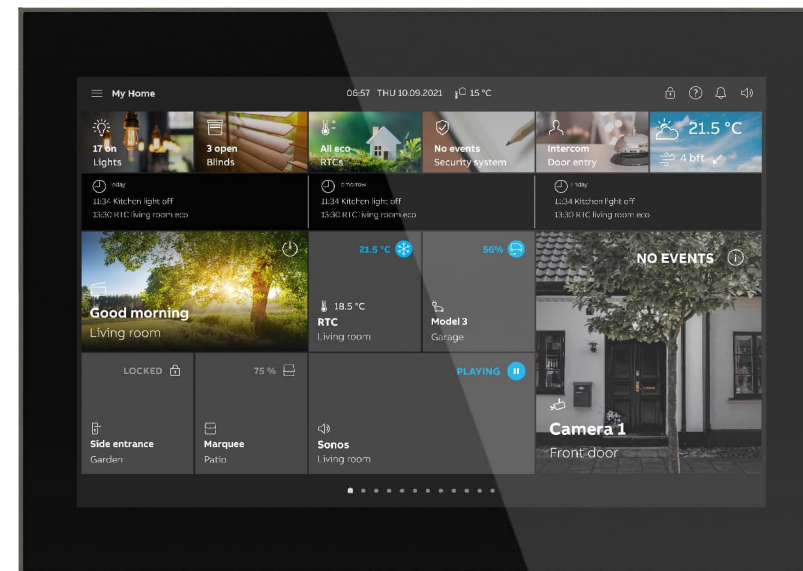 My Home
06:57 THU 10.09.2021 15 °C
17 on
Lights
3 open
Blinds
All eco
RTCs
No events
Security system
Intercom
Door entry
21.5 °C
4 bft
11:34 Kitchen light off
13:30 RTC living room eco
11:34 Kitchen light off
13:30 RTC living room eco
11:34 Kitchen light off
13:30 RTC living room eco
Good morning
Living room
21.5 °C
18.5 °C
RTC
Living room
56%
Model 3
Garage
NO EVENTS
Camera 1
Front door
LOCKED
Side entrance
Garden
75 %
Marquee
Patio
PLAYING
Sonos
Living room